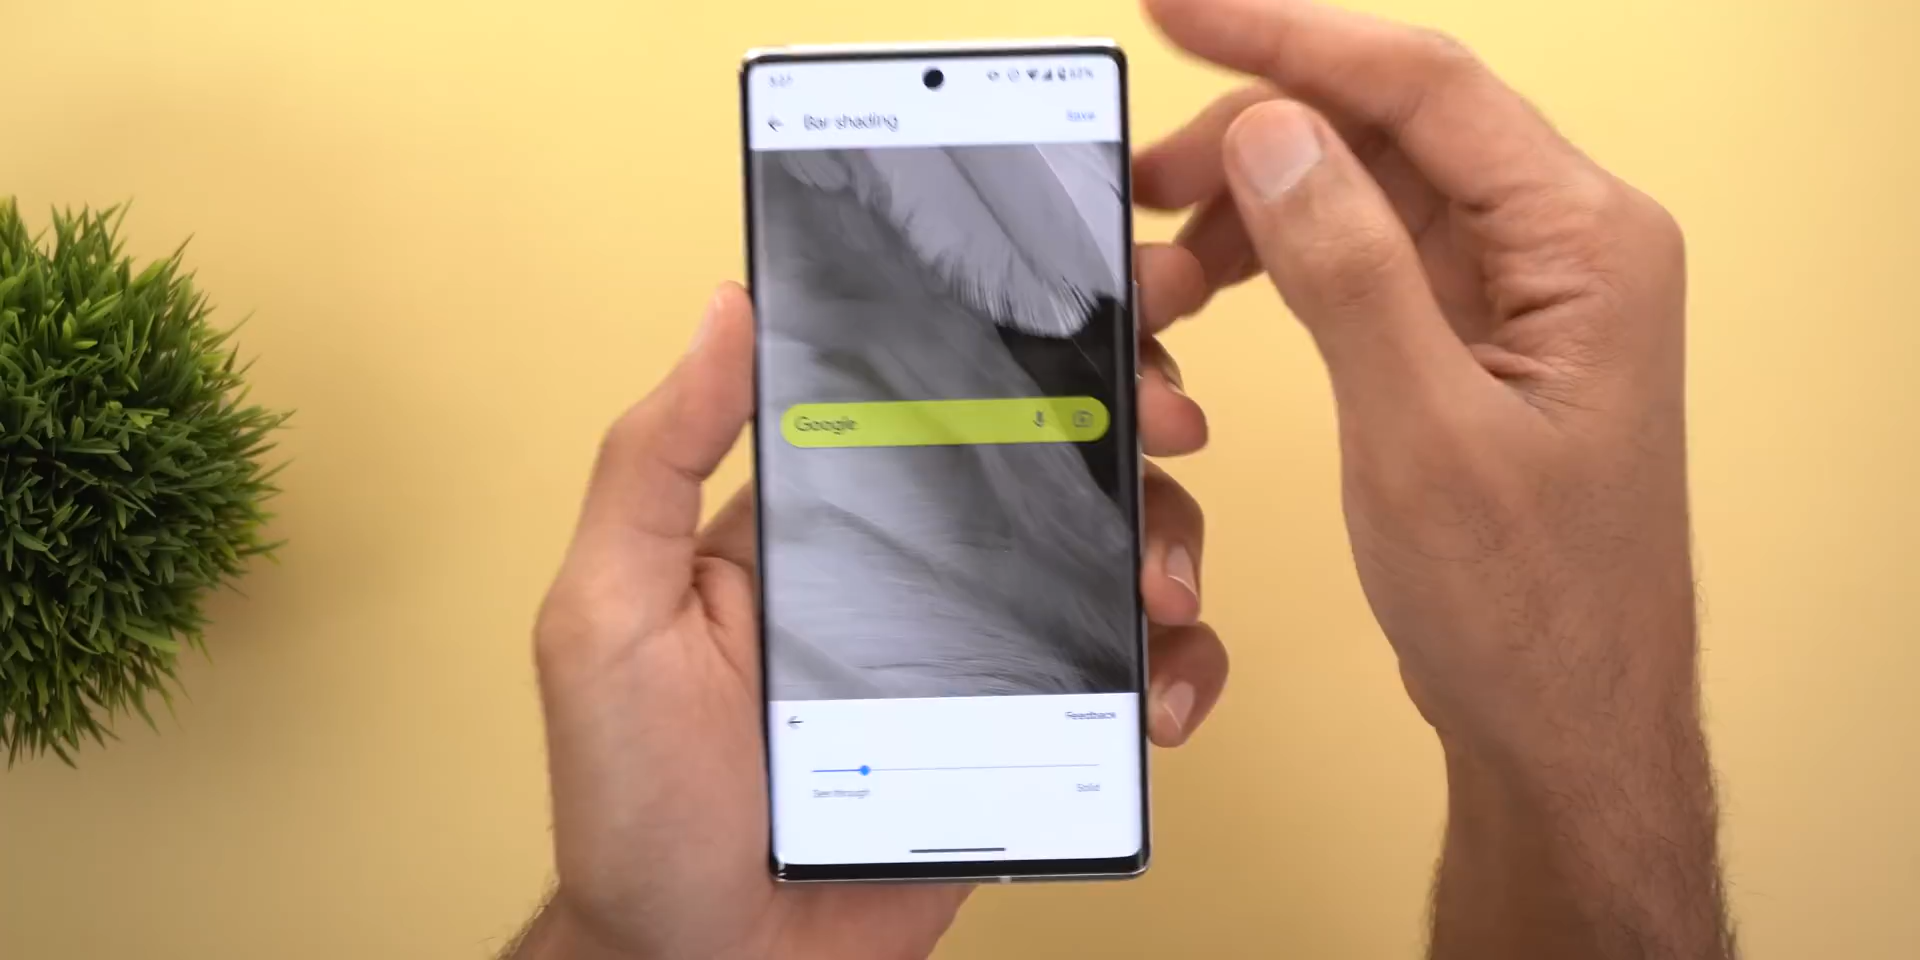 Bar shading
Save
Google
Feedback
See through
Solid